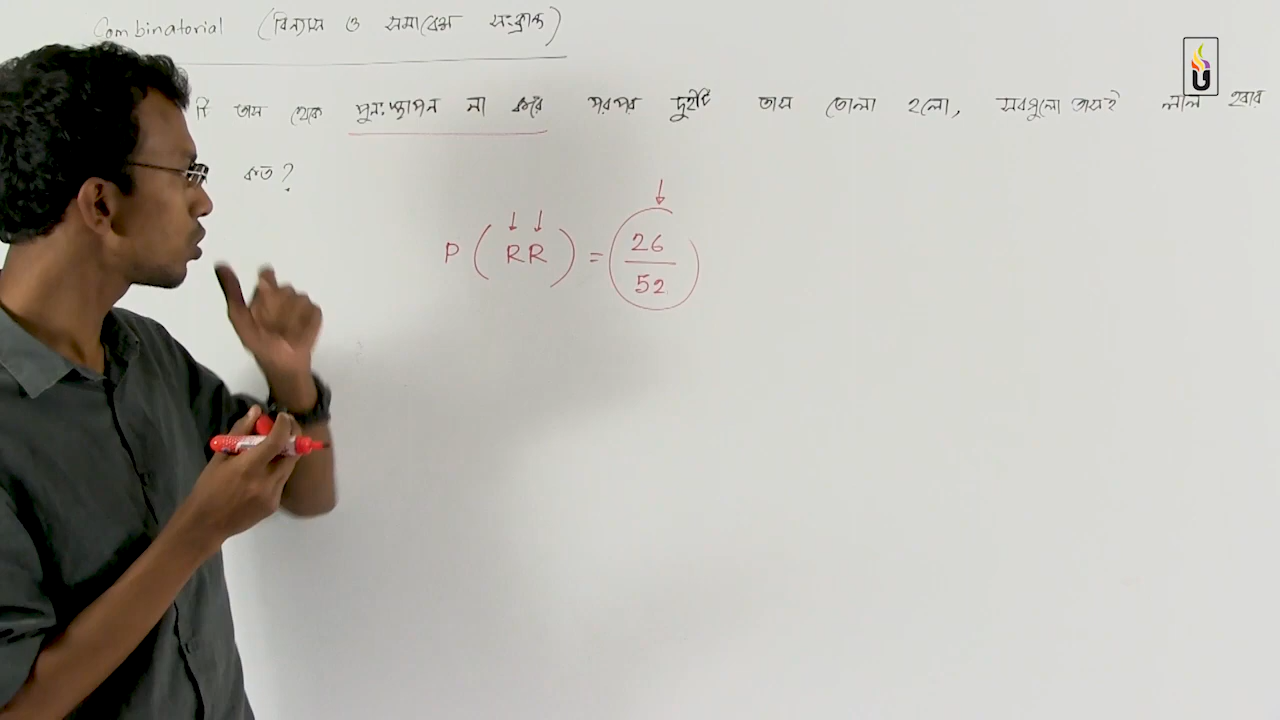 Combinatorial (বিন্যাস ও সমাবেশ সংক্রান্ত)
টি তাস থেকে পুনঃস্থাপন না করে পরপর দুইটি তাস তোলা হলো, সবগুলো তাসই লাল হবার
কত?
P ( RR ) = 26/52
U